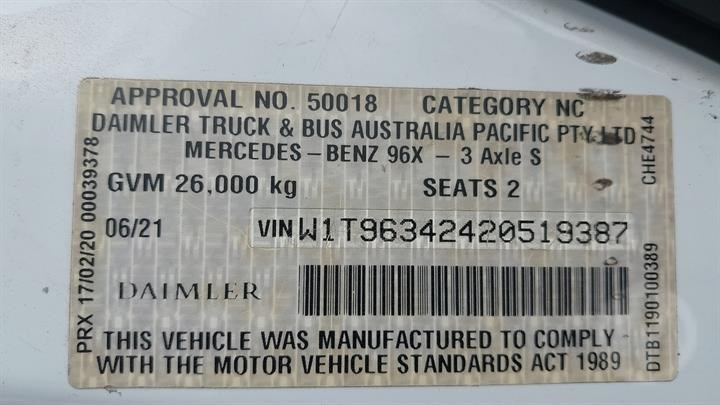 APPROVAL NO. 50018 CATEGORY NC
DAIMLER TRUCK & BUS AUSTRALIA PACIFIC PTY LTD
MERCEDES-BENZ 96X - 3 Axle S
GVM 26,000 kg SEATS 2
06/21 VIN W1T96342420519387
DAIMLER
THIS VEHICLE WAS MANUFACTURED TO COMPLY
WITH THE MOTOR VEHICLE STANDARDS ACT 1989
PRX 17/02/20 00039378
CHE4744
DTB1190100389